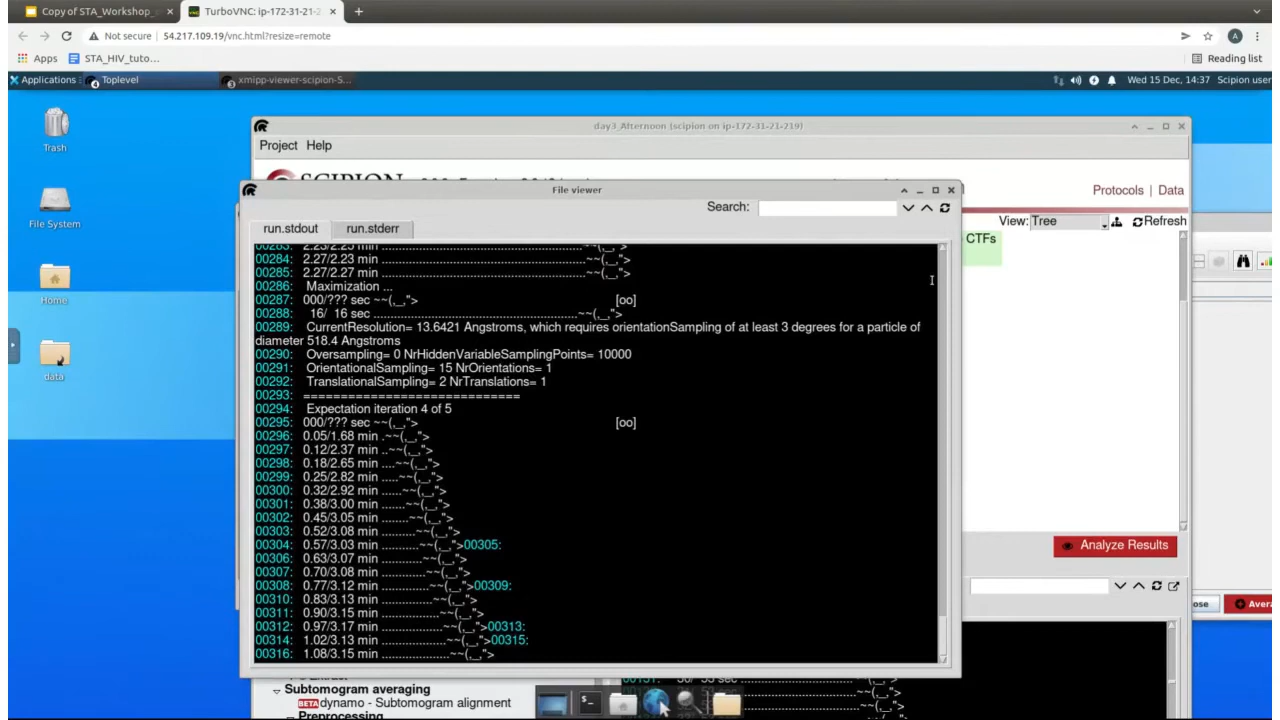 Copy of STA_Workshop_
TurboVNC: ip-172-31-21-2
Not secure
54.217.109.19/vnc.html?resize=remote
A
Apps
STA_HIV_tuto...
Reading list
Applications
Toplevel
xmipp-viewer-scipion-S...
Wed 15 Dec, 14:37
Scipion user
Trash
File System
Home
data
day3_Afternoon (scipion on ip-172-31-21-219)
Project Help
Protocols | Data
View: Tree
Refresh
CTFs
File viewer
Search:
run.stdout
run.stderr
00284: 2.27/2.23 min ......................................................~~(,_,">
00285: 2.27/2.27 min ......................................................~~(,_,">
00286: Maximization ...
00287: 000/??? sec ~~(,_,"> [oo]
00288: 16/ 16 sec ......................................................~~(,_,">
00289: CurrentResolution= 13.6421 Angstroms, which requires orientationSampling of at least 3 degrees for a particle of
diameter 518.4 Angstroms
00290: Oversampling= 0 NrHiddenVariableSamplingPoints= 10000
00291: OrientationalSampling= 15 NrOrientations= 1
00292: TranslationalSampling= 2 NrTranslations= 1
00293: =============================
00294: Expectation iteration 4 of 5
00295: 000/??? sec ~~(,_,"> [oo]
00296: 0.05/1.68 min .~~(,_,">
00297: 0.12/2.37 min ..~~(,_,">
00298: 0.18/2.65 min ....~~(,_,">
00299: 0.25/2.82 min .....~~(,_,">
00300: 0.32/2.92 min ......~~(,_,">
00301: 0.38/3.00 min .......~~(,_,">
00302: 0.45/3.05 min ........~~(,_,">
00303: 0.52/3.08 min .........~~(,_,">
00304: 0.57/3.03 min ...........~~(,_,">00305:
00306: 0.63/3.07 min ............~~(,_,">
00307: 0.70/3.08 min .............~~(,_,">
00308: 0.77/3.12 min ..............~~(,_,">00309:
00310: 0.83/3.13 min ...............~~(,_,">
00311: 0.90/3.15 min .................~~(,_,">
00312: 0.97/3.17 min ..................~~(,_,">00313:
00314: 1.02/3.13 min ...................~~(,_,">00315:
00316: 1.08/3.15 min ....................~~(,_,">
Analyze Results
Subtomogram averaging
BETA dynamo - Subtomogram alignment
Preprocessing